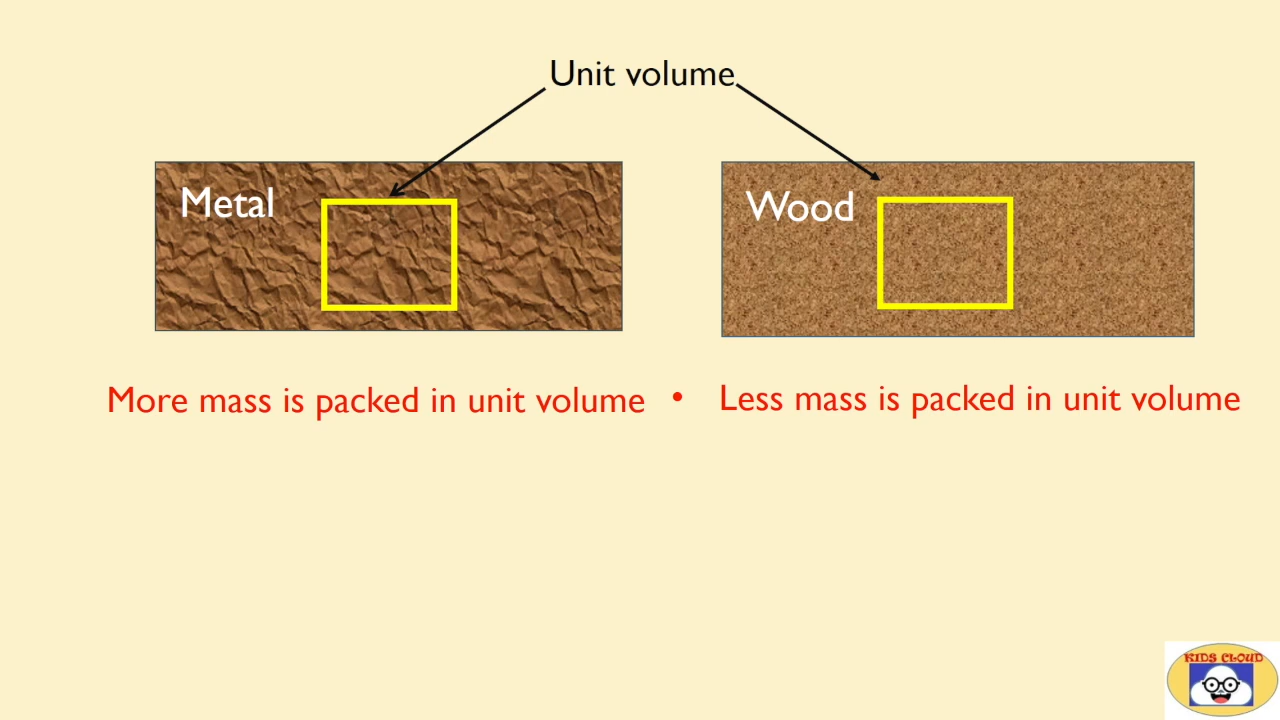 Unit volume
Metal
Wood
More mass is packed in unit volume
• Less mass is packed in unit volume
KIDS CLOUD